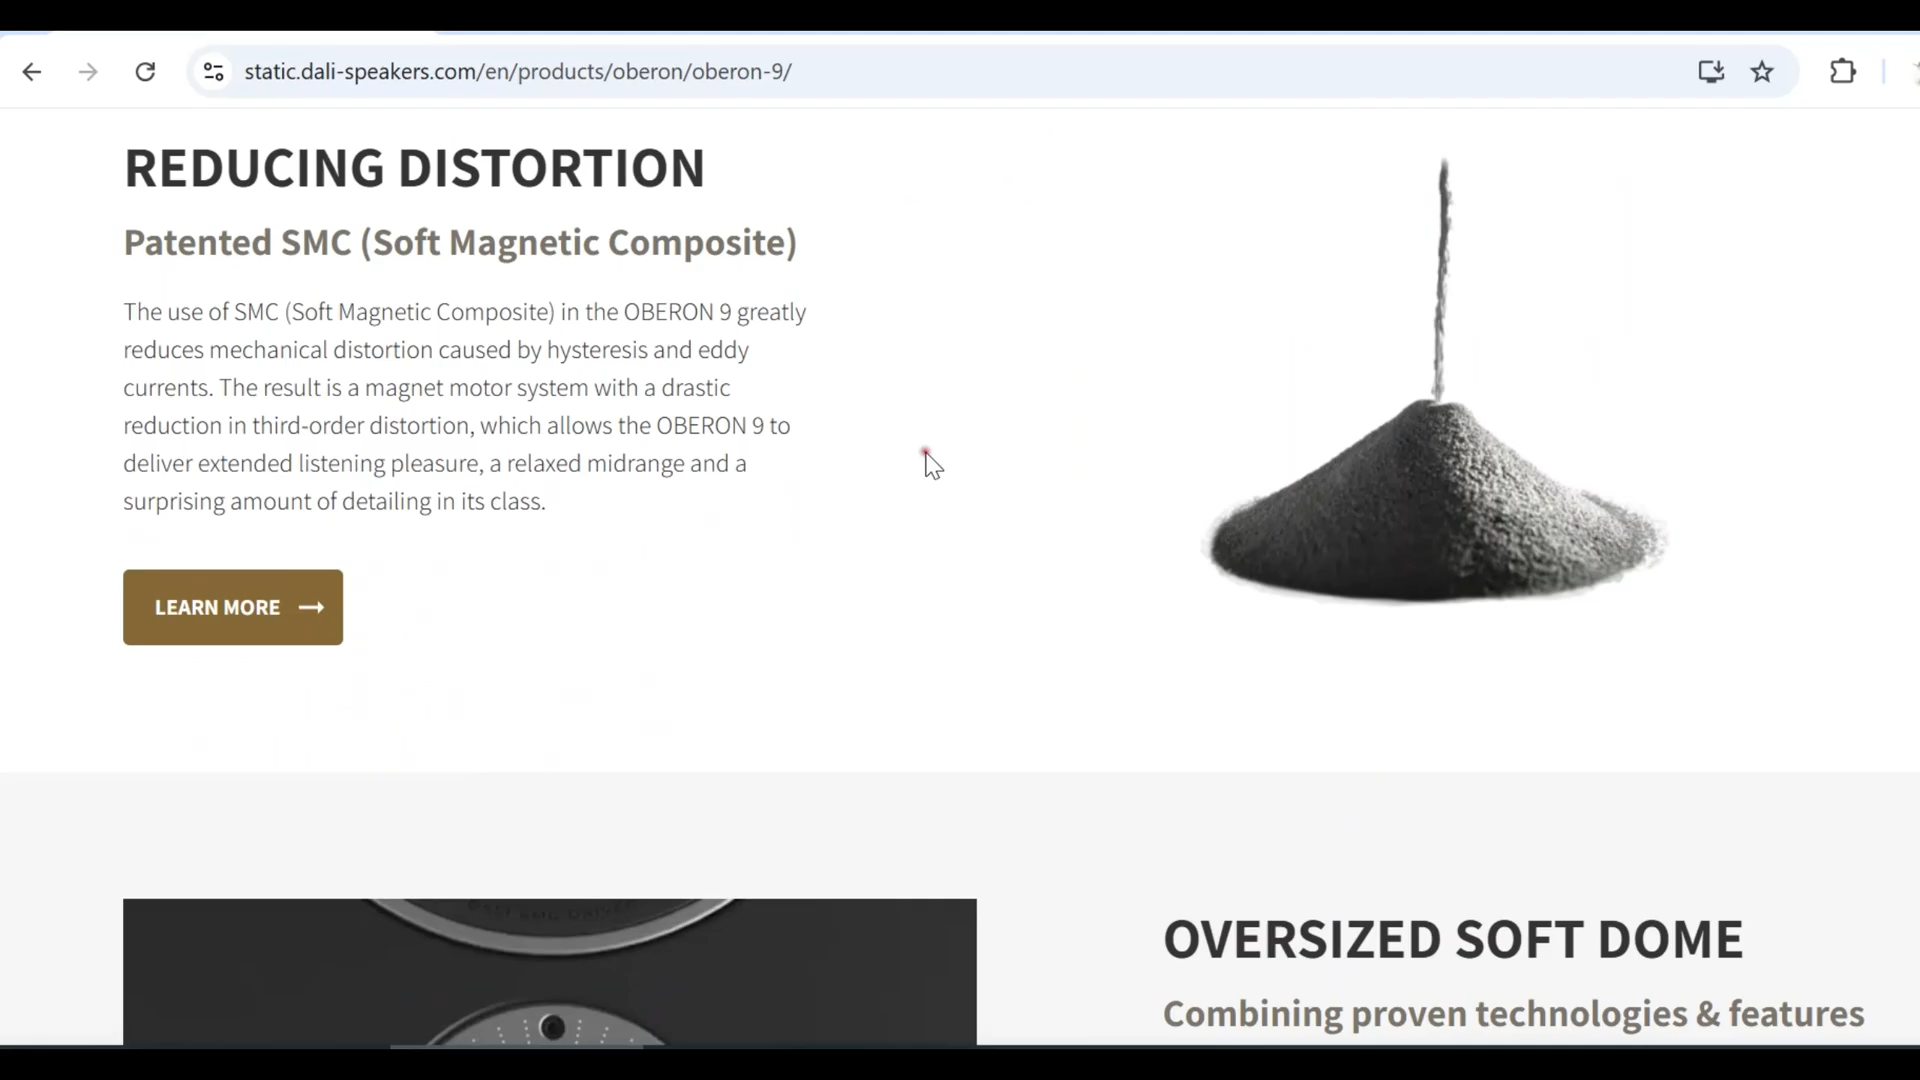 static.dali-speakers.com/en/products/oberon/oberon-9/
REDUCING DISTORTION
Patented SMC (Soft Magnetic Composite)
The use of SMC (Soft Magnetic Composite) in the OBERON 9 greatly
reduces mechanical distortion caused by hysteresis and eddy
currents. The result is a magnet motor system with a drastic
reduction in third-order distortion, which allows the OBERON 9 to
deliver extended listening pleasure, a relaxed midrange and a
surprising amount of detailing in its class.
LEARN MORE
DALI SMC DRIVER
OVERSIZED SOFT DOME
Combining proven technologies & features